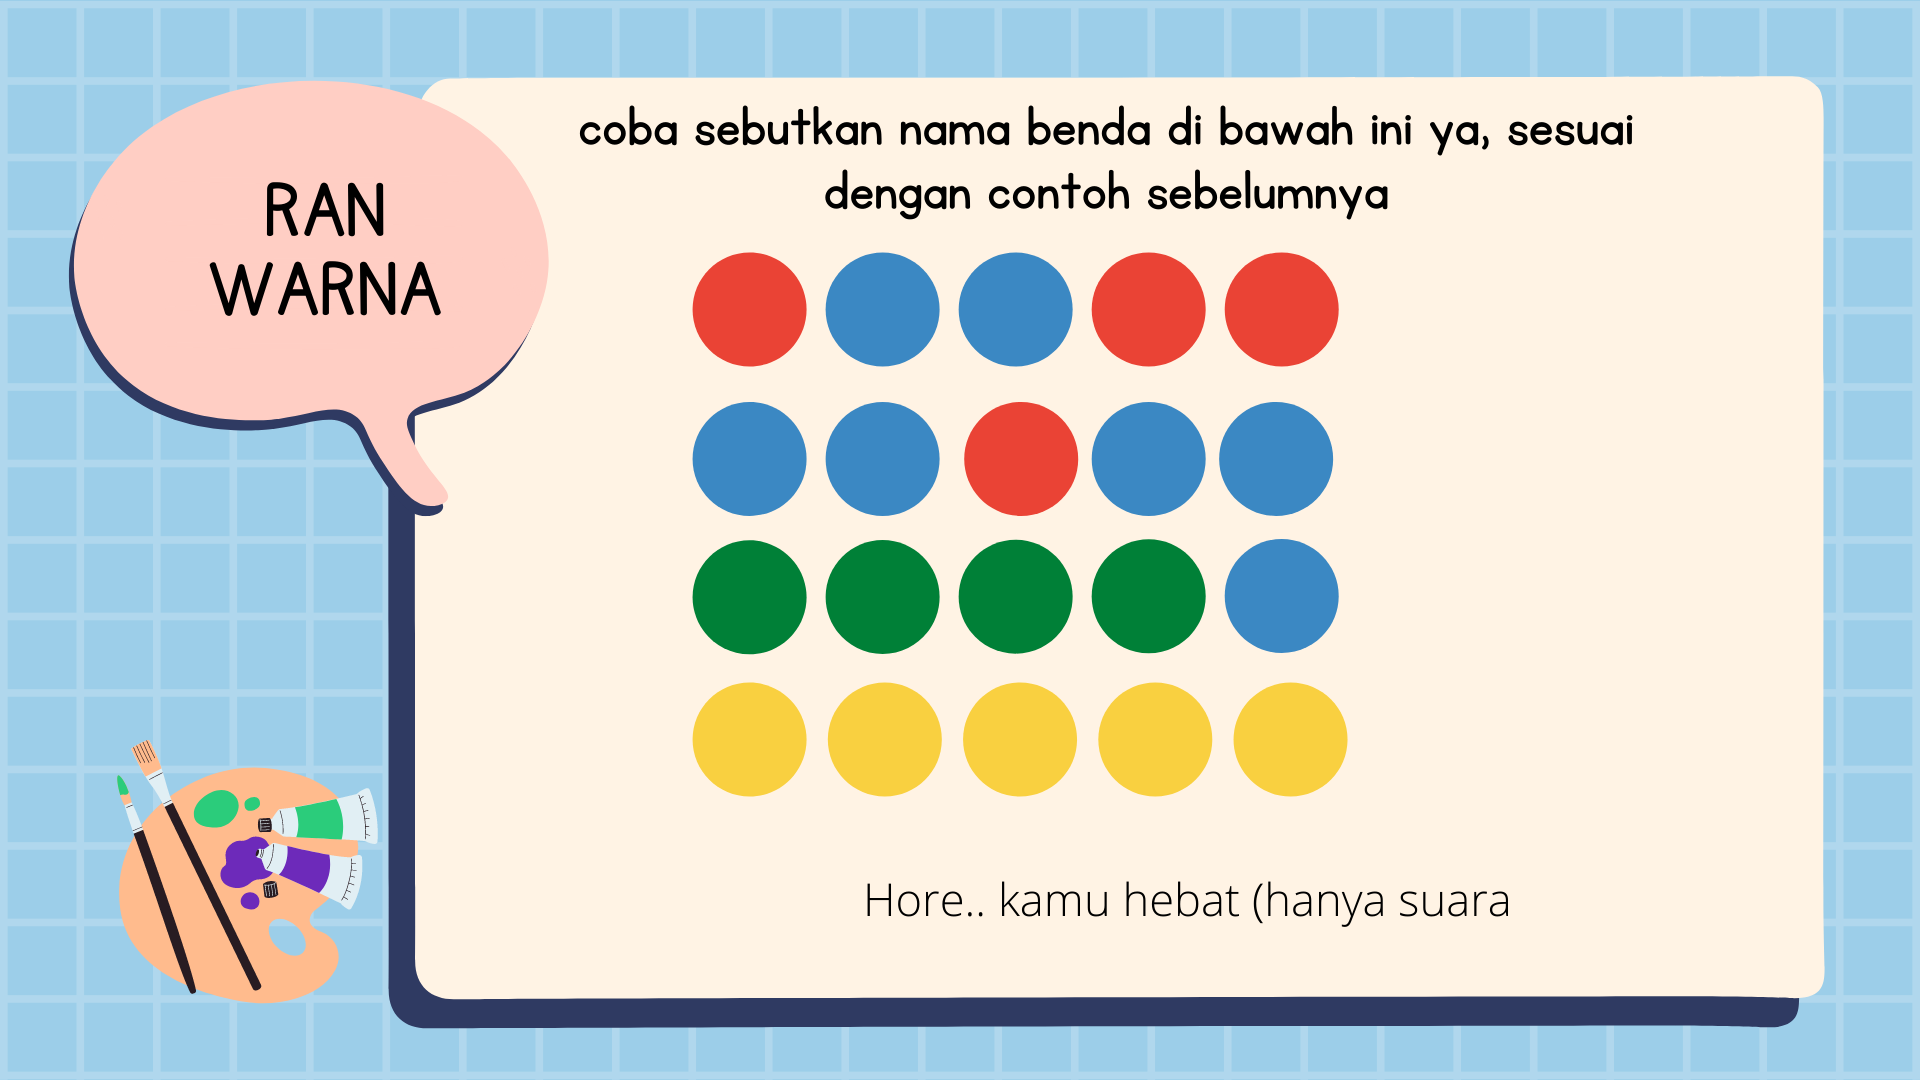 RAN
WARNA
coba sebutkan nama benda di bawah ini ya, sesuai
dengan contoh sebelumnya
Hore.. kamu hebat (hanya suara